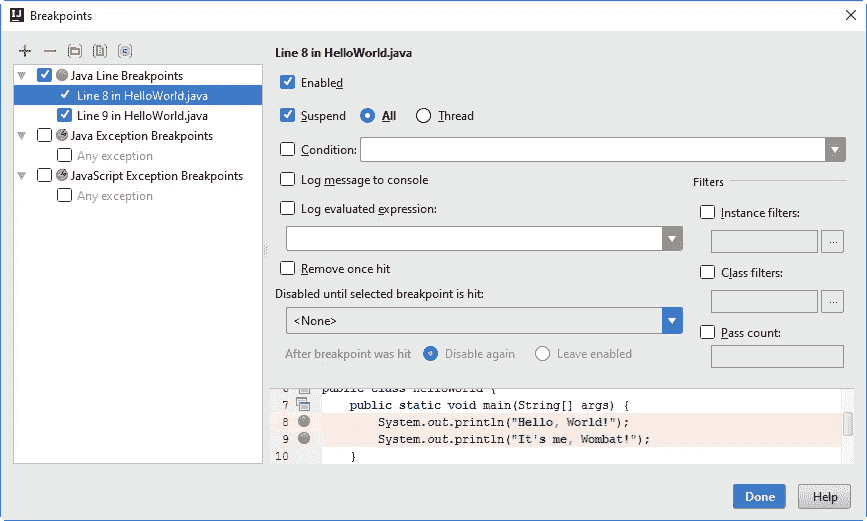 Breakpoints
Java Line Breakpoints
Line 8 in HelloWorld.java
Line 9 in HelloWorld.java
Java Exception Breakpoints
Any exception
JavaScript Exception Breakpoints
Any exception
Line 8 in HelloWorld.java
Enabled
Suspend All Thread
Condition:
Log message to console
Log evaluated expression:
Remove once hit
Disabled until selected breakpoint is hit:
<None>
After breakpoint was hit Disable again Leave enabled
Filters
Instance filters:
...
Class filters:
...
Pass count:
6 public class HelloWorld {
7 public static void main(String[] args) {
8 System.out.println("Hello, World!");
9 System.out.println("It's me, Wombat!");
10 }
Done Help